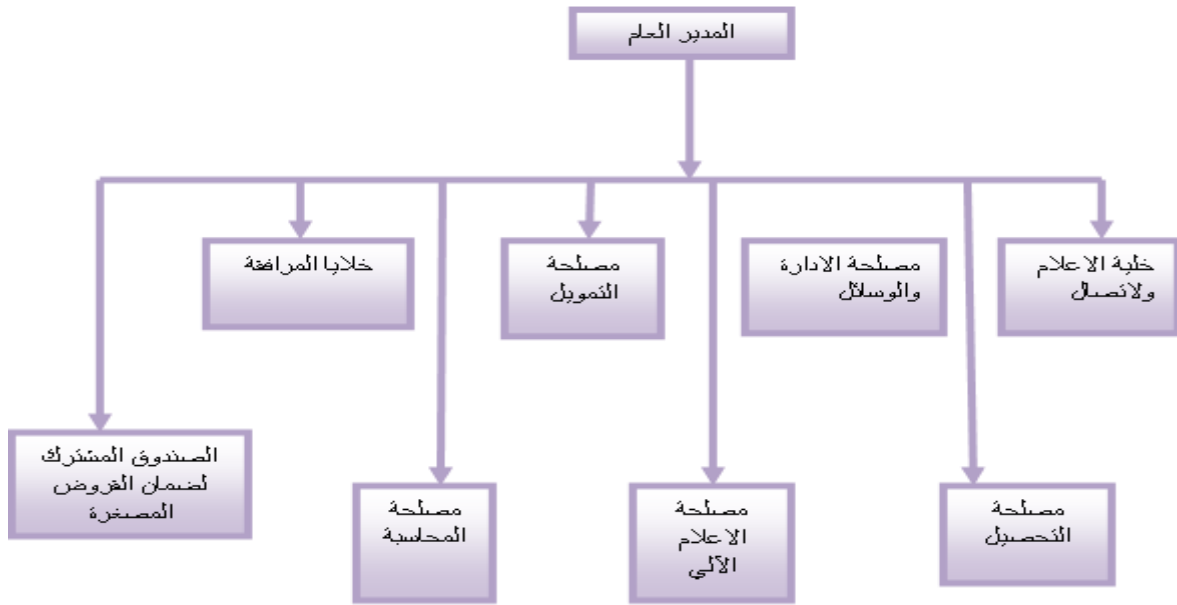 المدير العام
خلية الاعلام
ولاتصال
مصلحة الادارة
والوسائل
مصلحة
التمويل
خلايا المرافقة
مصلحة
التحصيل
مصلحة
الاعلام
الآلي
مصلحة
المحاسبة
الصندوق المشترك
لضمان القروض
المصغرة